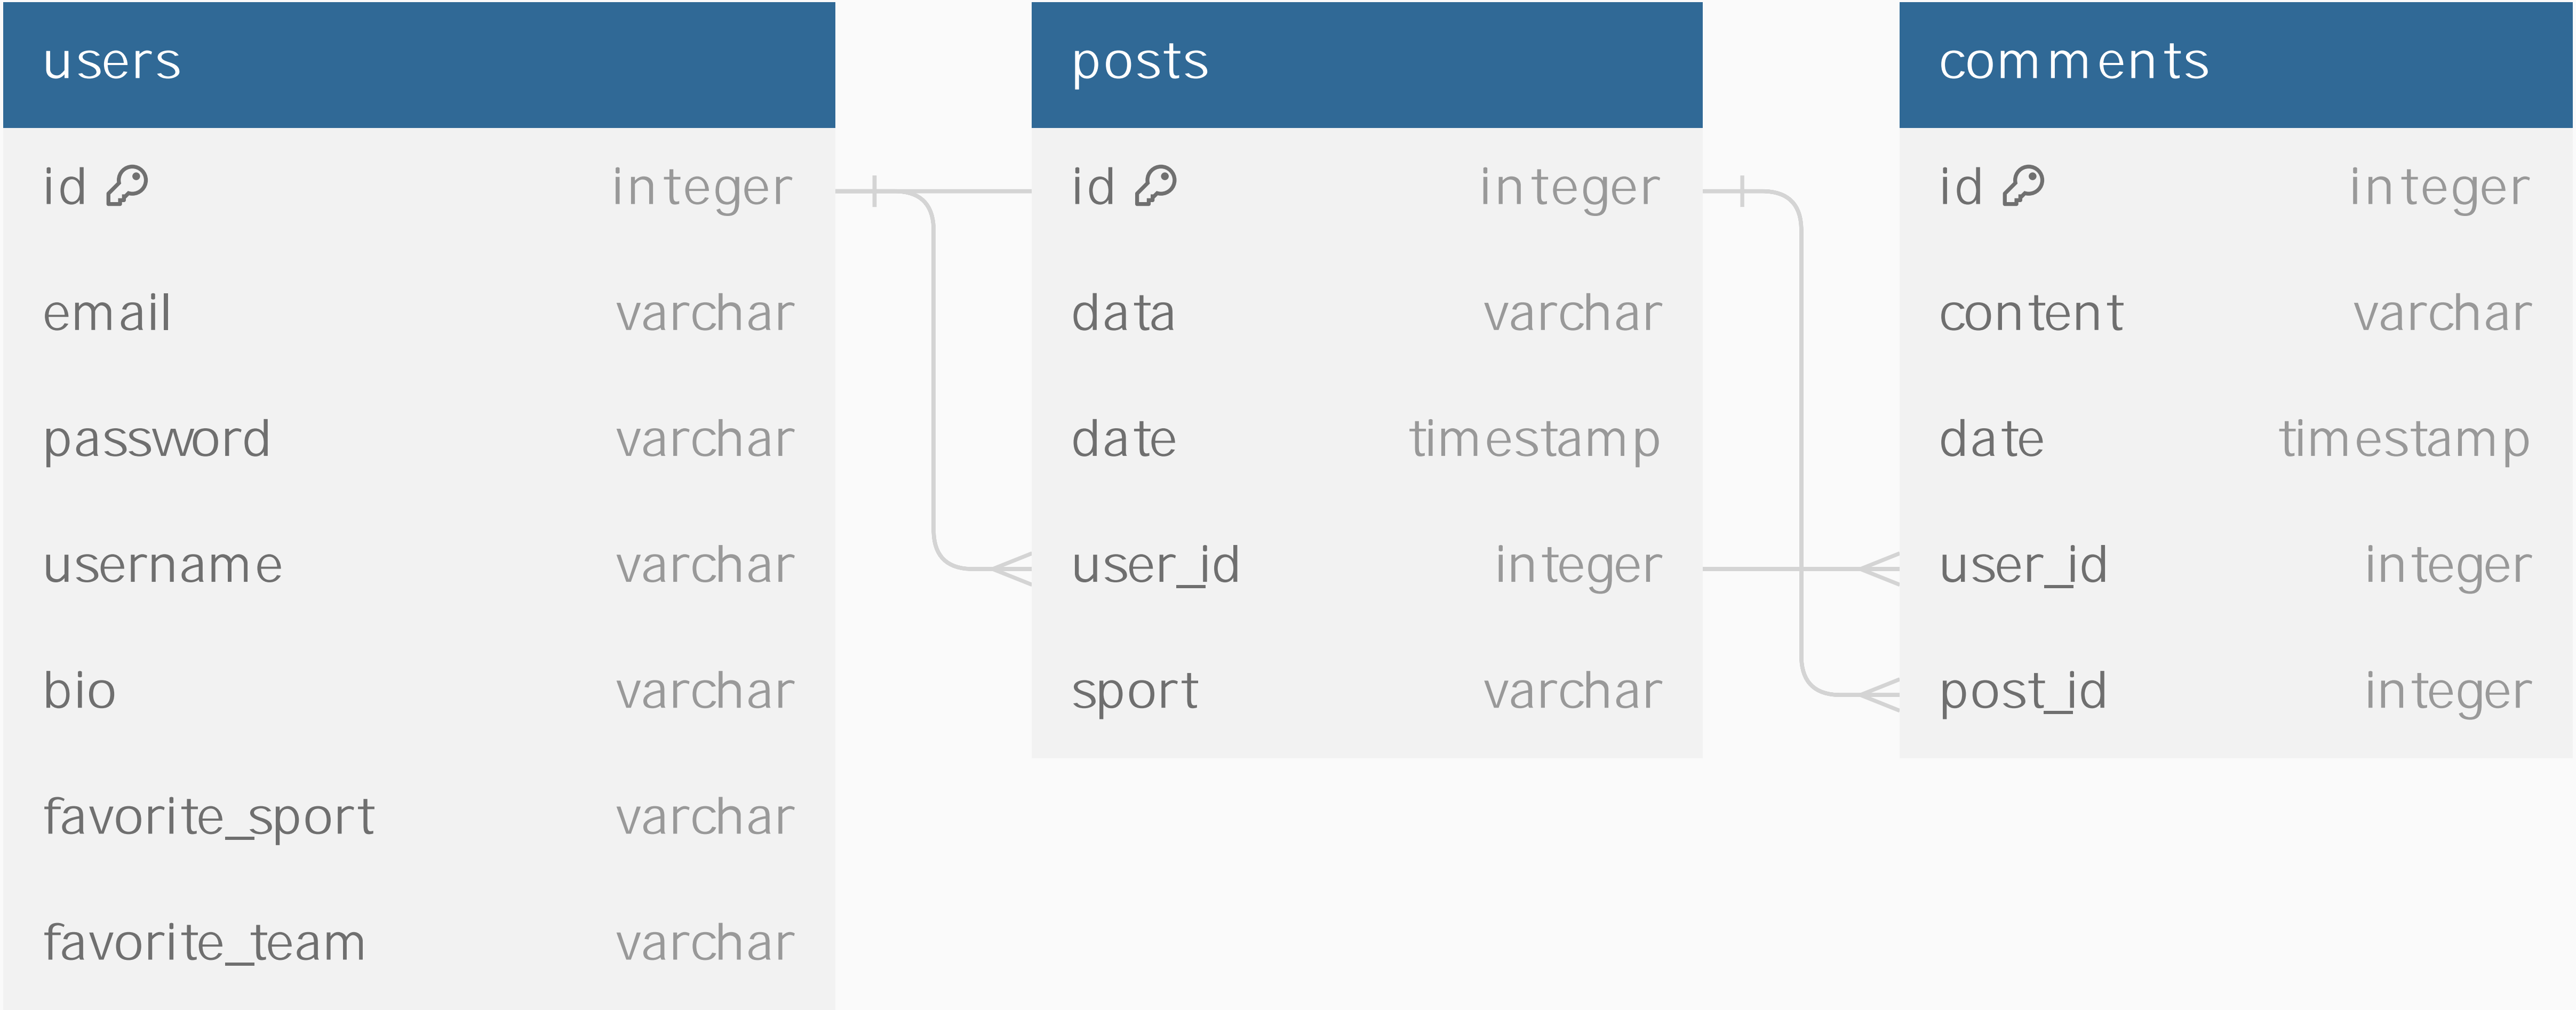 users
id integer
email varchar
password varchar
username varchar
bio varchar
favorite_sport varchar
favorite_team varchar
posts
id integer
data varchar
date timestamp
user_id integer
sport varchar
comments
id integer
content varchar
date timestamp
user_id integer
post_id integer